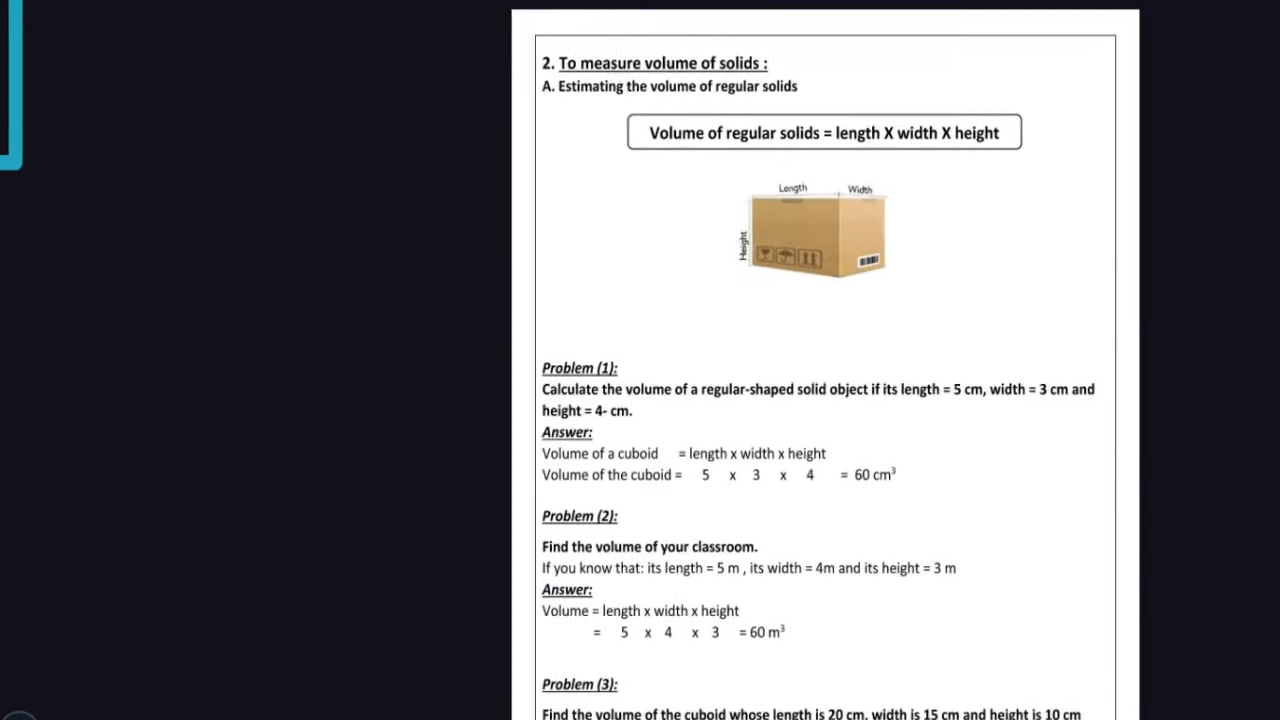 2. To measure volume of solids :
A. Estimating the volume of regular solids
Volume of regular solids = length X width X height
Length Width
Height
Problem (1):
Calculate the volume of a regular-shaped solid object if its length = 5 cm, width = 3 cm and
height = 4- cm.
Answer:
Volume of a cuboid = length x width x height
Volume of the cuboid = 5 x 3 x 4 = 60 cm³
Problem (2):
Find the volume of your classroom.
If you know that: its length = 5 m , its width = 4m and its height = 3 m
Answer:
Volume = length x width x height
= 5 x 4 x 3 = 60 m³
Problem (3):
Find the volume of the cuboid whose length is 20 cm, width is 15 cm and height is 10 cm